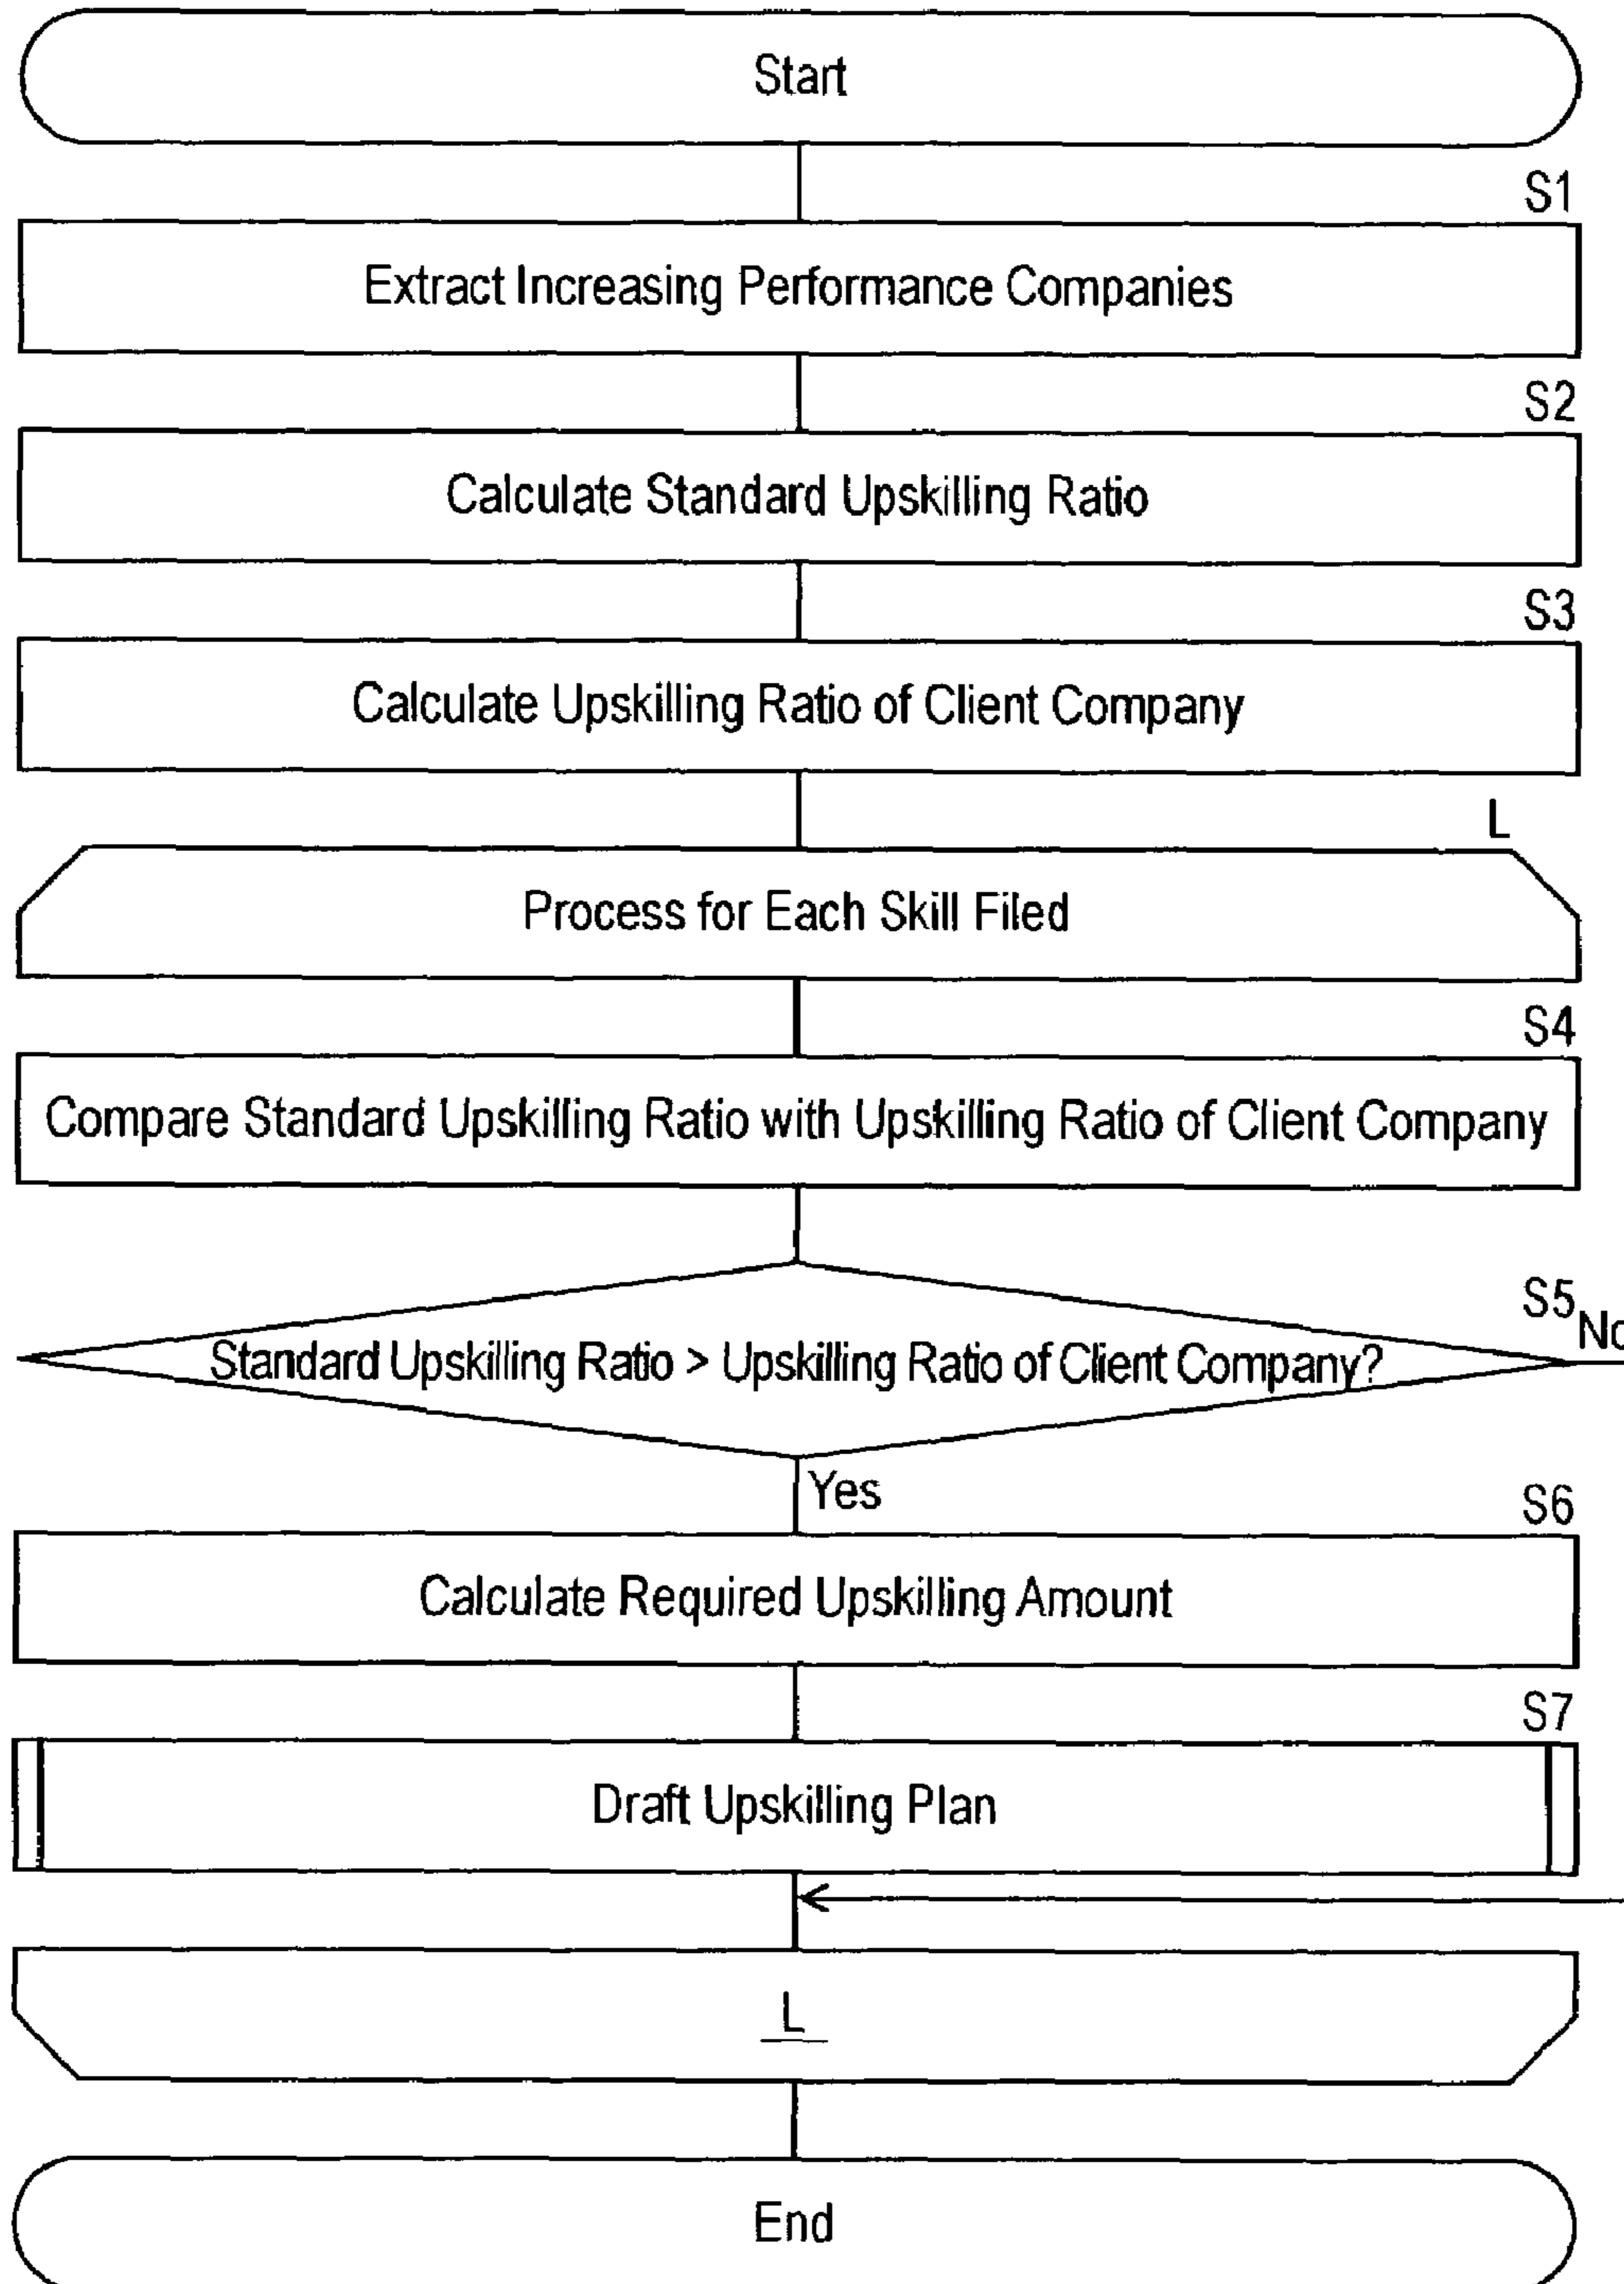 Start
S1
Extract Increasing Performance Companies
S2
Calculate Standard Upskilling Ratio
S3
Calculate Upskilling Ratio of Client Company
L
Process for Each Skill Filed
S4
Compare Standard Upskilling Ratio with Upskilling Ratio of Client Company
S5
No
Standard Upskilling Ratio > Upskilling Ratio of Client Company?
Yes
S6
Calculate Required Upskilling Amount
S7
Draft Upskilling Plan
L
End